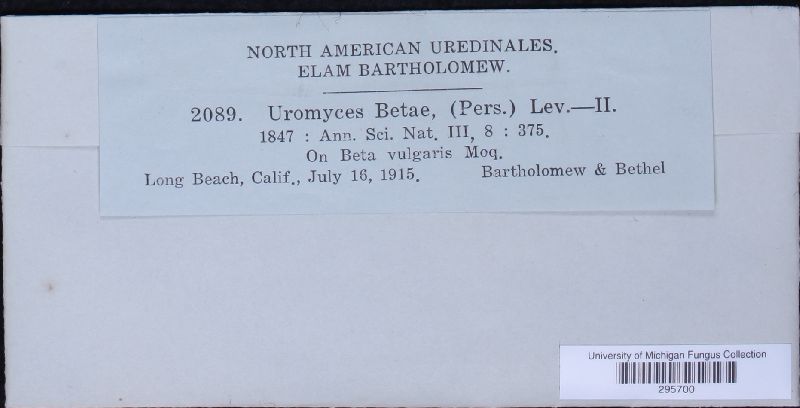 NORTH AMERICAN UREDINALES.
ELAM BARTHOLOMEW.
2089. Uromyces Betae, (Pers.) Lev.—II.
1847 : Ann. Sci. Nat. III, 8 : 375.
On Beta vulgaris Moq.
Long Beach, Calif., July 16, 1915. Bartholomew & Bethel
University of Michigan Fungus Collection
295700